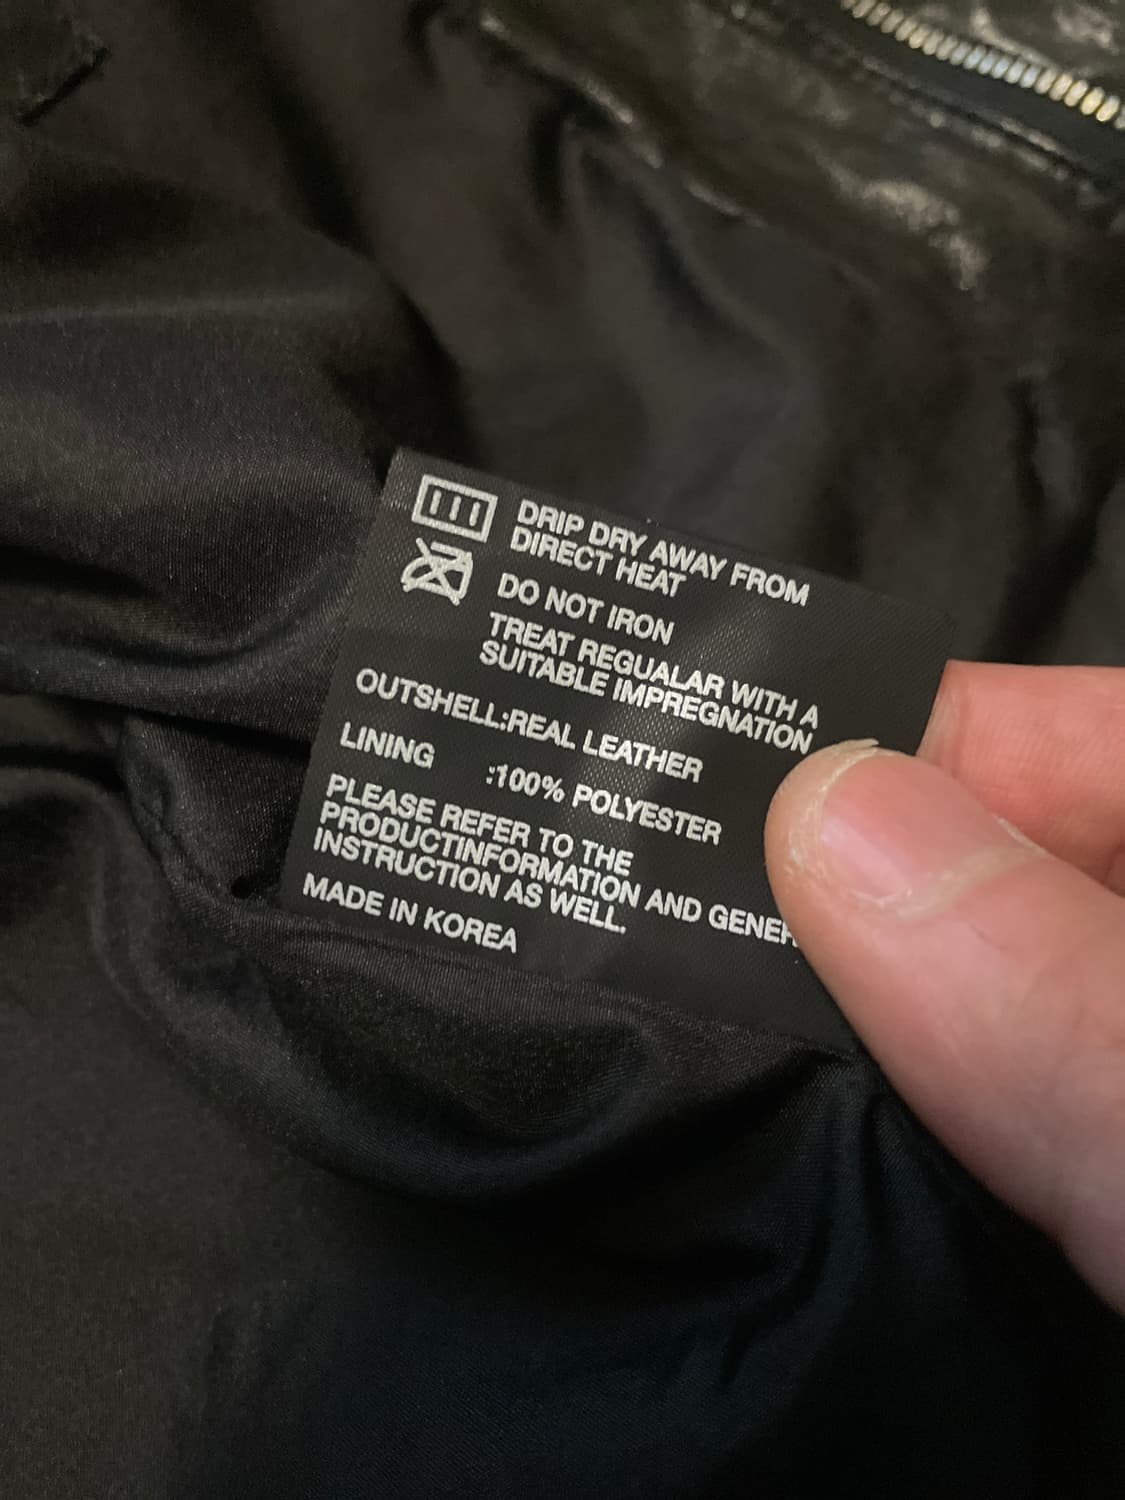 DRIP DRY AWAY FROM
DIRECT HEAT
DO NOT IRON
TREAT REGUALAR WITH A
SUITABLE IMPREGNATION
OUTSHELL:REAL LEATHER
LINING :100% POLYESTER
PLEASE REFER TO THE
PRODUCTINFORMATION AND
INSTRUCTION AS WELL.
MADE IN KOREA